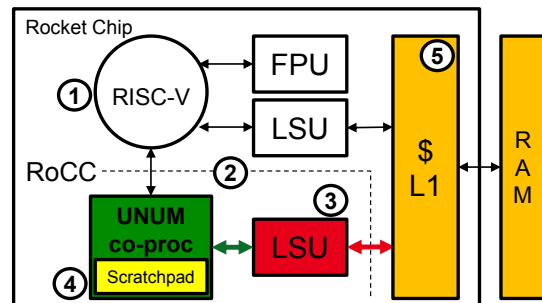 Rocket Chip
1
RISC-V
FPU
LSU
5
$
L1
R
A
M
RoCC
2
UNUM
co-proc
3
LSU
4
Scratchpad